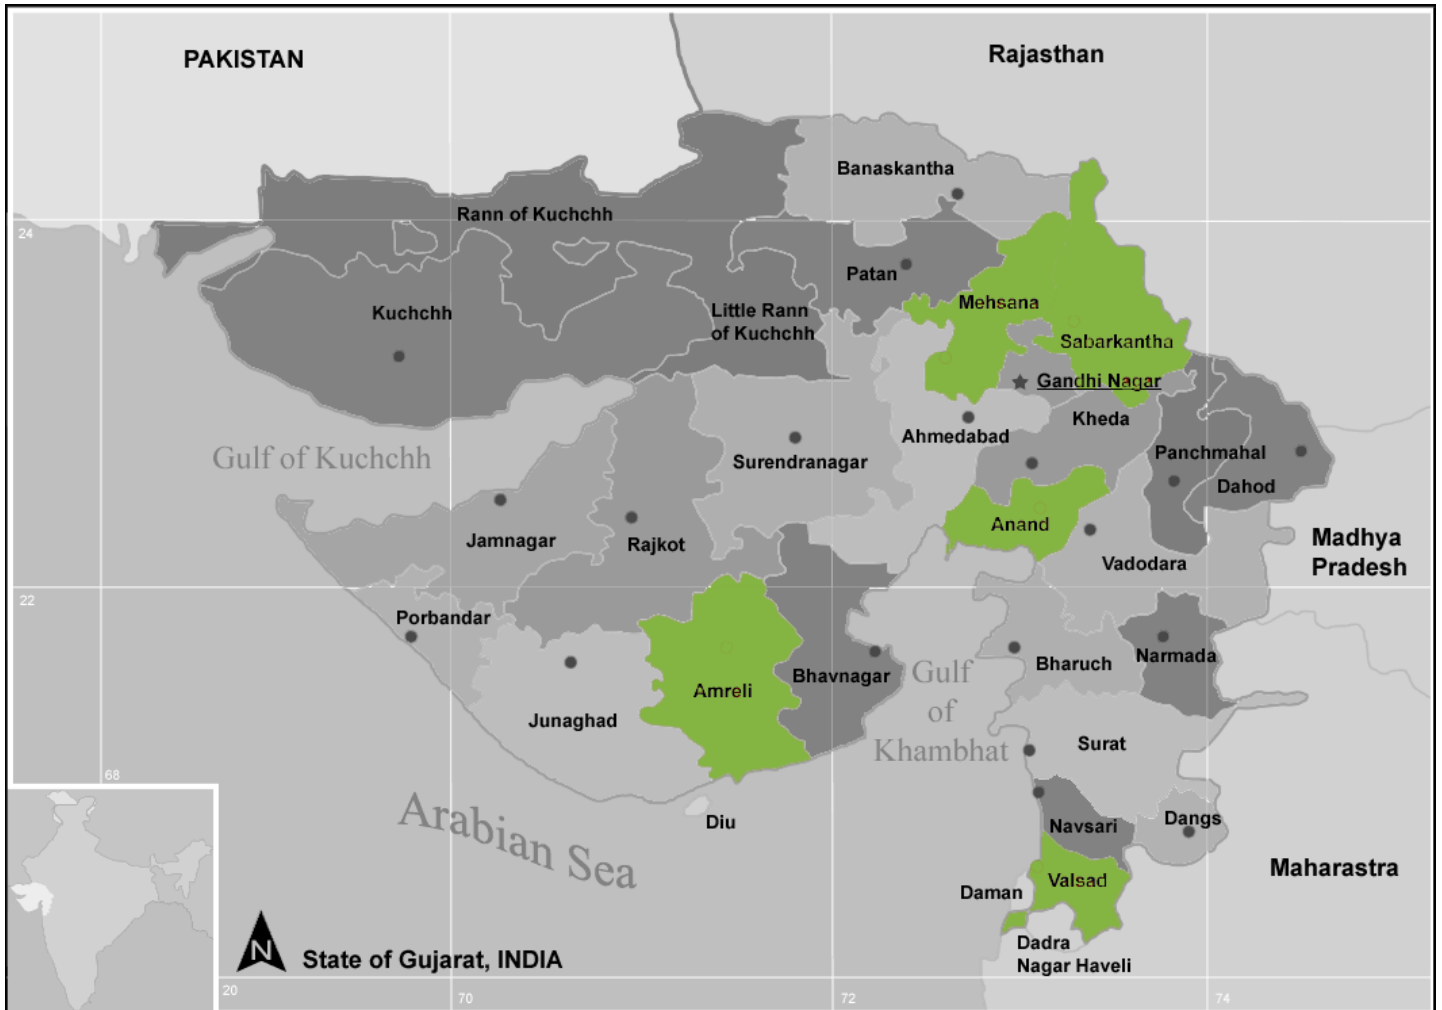 PAKISTAN
Rajasthan
Banaskantha
Rann of Kuchchh
24
Patan
Mehsana
Kuchchh
Little Rann
of Kuchchh
Sabarkantha
Gandhi Nagar
Kheda
Ahmedabad
Gulf of Kuchchh
Surendranagar
Panchmahal
Dahod
Anand
Jamnagar
Rajkot
Vadodara
Madhya
Pradesh
22
Porbandar
Bharuch
Narmada
Bhavnagar
Gulf
of
Khambhat
Amreli
Junaghad
Surat
68
Arabian Sea
Diu
Navsari
Dangs
Maharastra
Valsad
Daman
N
State of Gujarat, INDIA
Dadra
Nagar Haveli
20
70
72
74